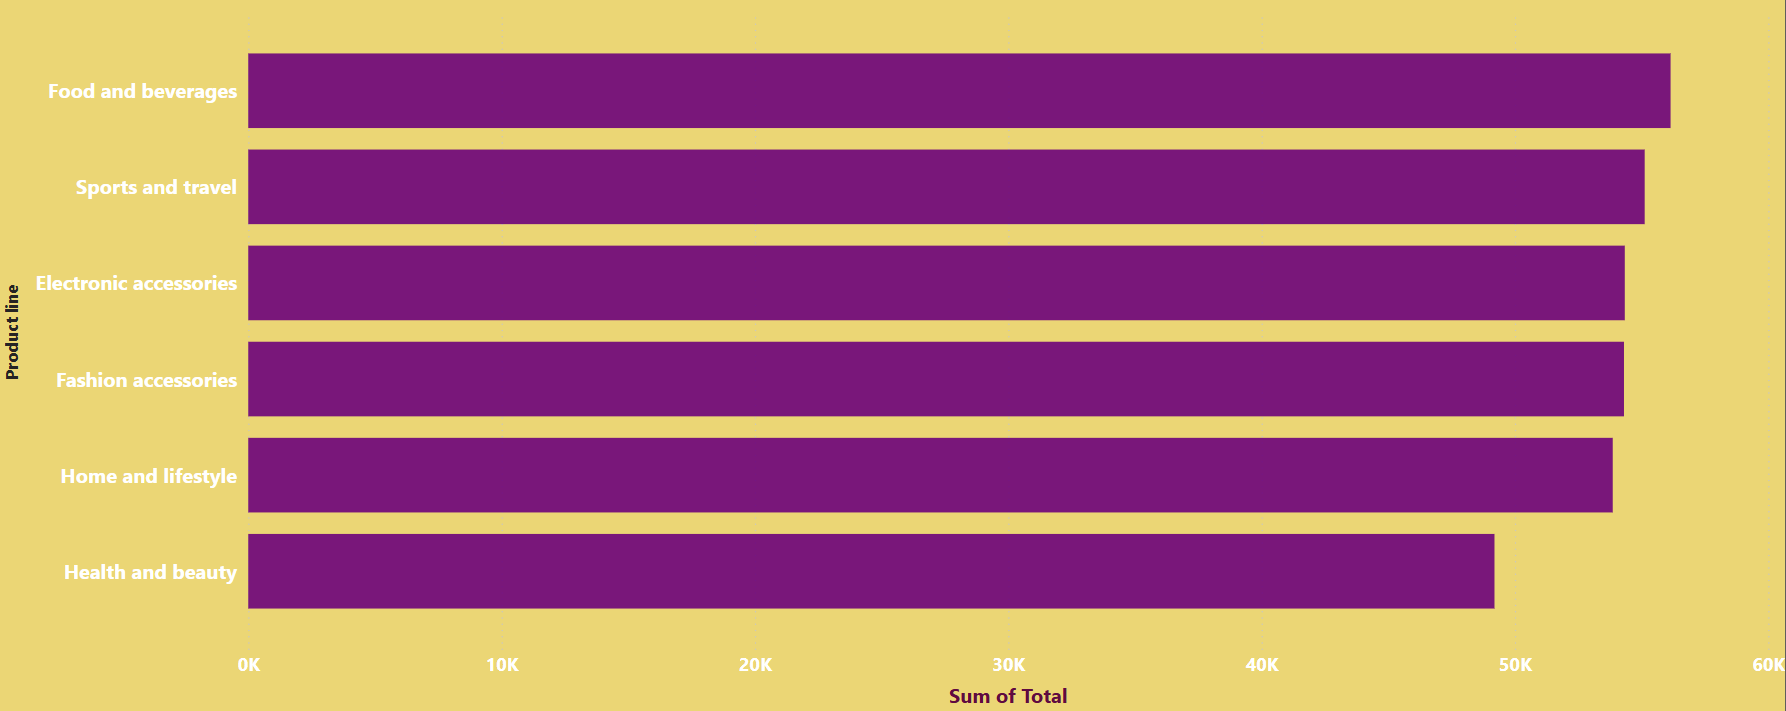 Product line
Food and beverages
Sports and travel
Electronic accessories
Fashion accessories
Home and lifestyle
Health and beauty
0K 10K 20K 30K 40K 50K 60K
Sum of Total